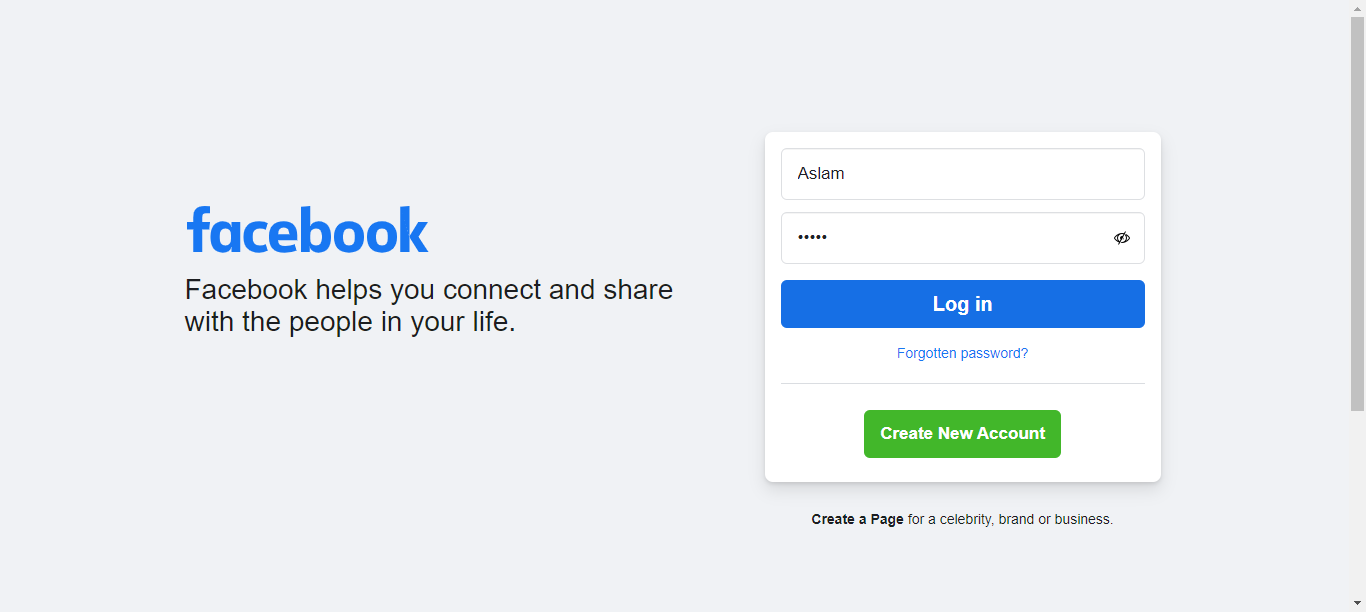 facebook
Facebook helps you connect and share
with the people in your life.
Aslam
•••••
Log in
Forgotten password?
Create New Account
Create a Page for a celebrity, brand or business.